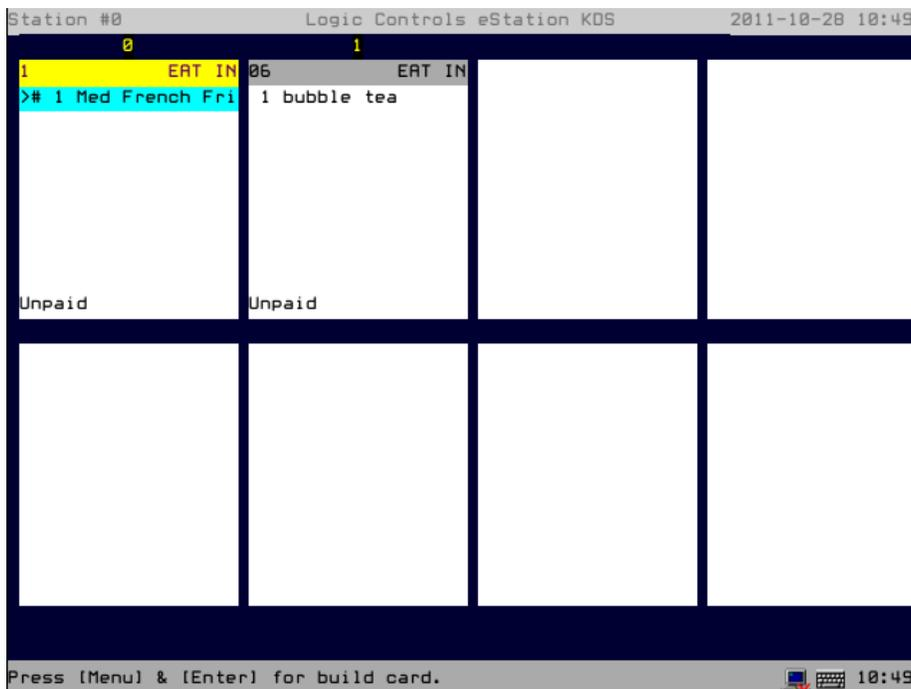 Station #0 Logic Controls eStation KDS 2011-10-28 10:49
0 1
1 EAT IN 06 EAT IN
># 1 Med French Fri 1 bubble tea
Unpaid Unpaid
Press [Menu] & [Enter] for build card. 10:49